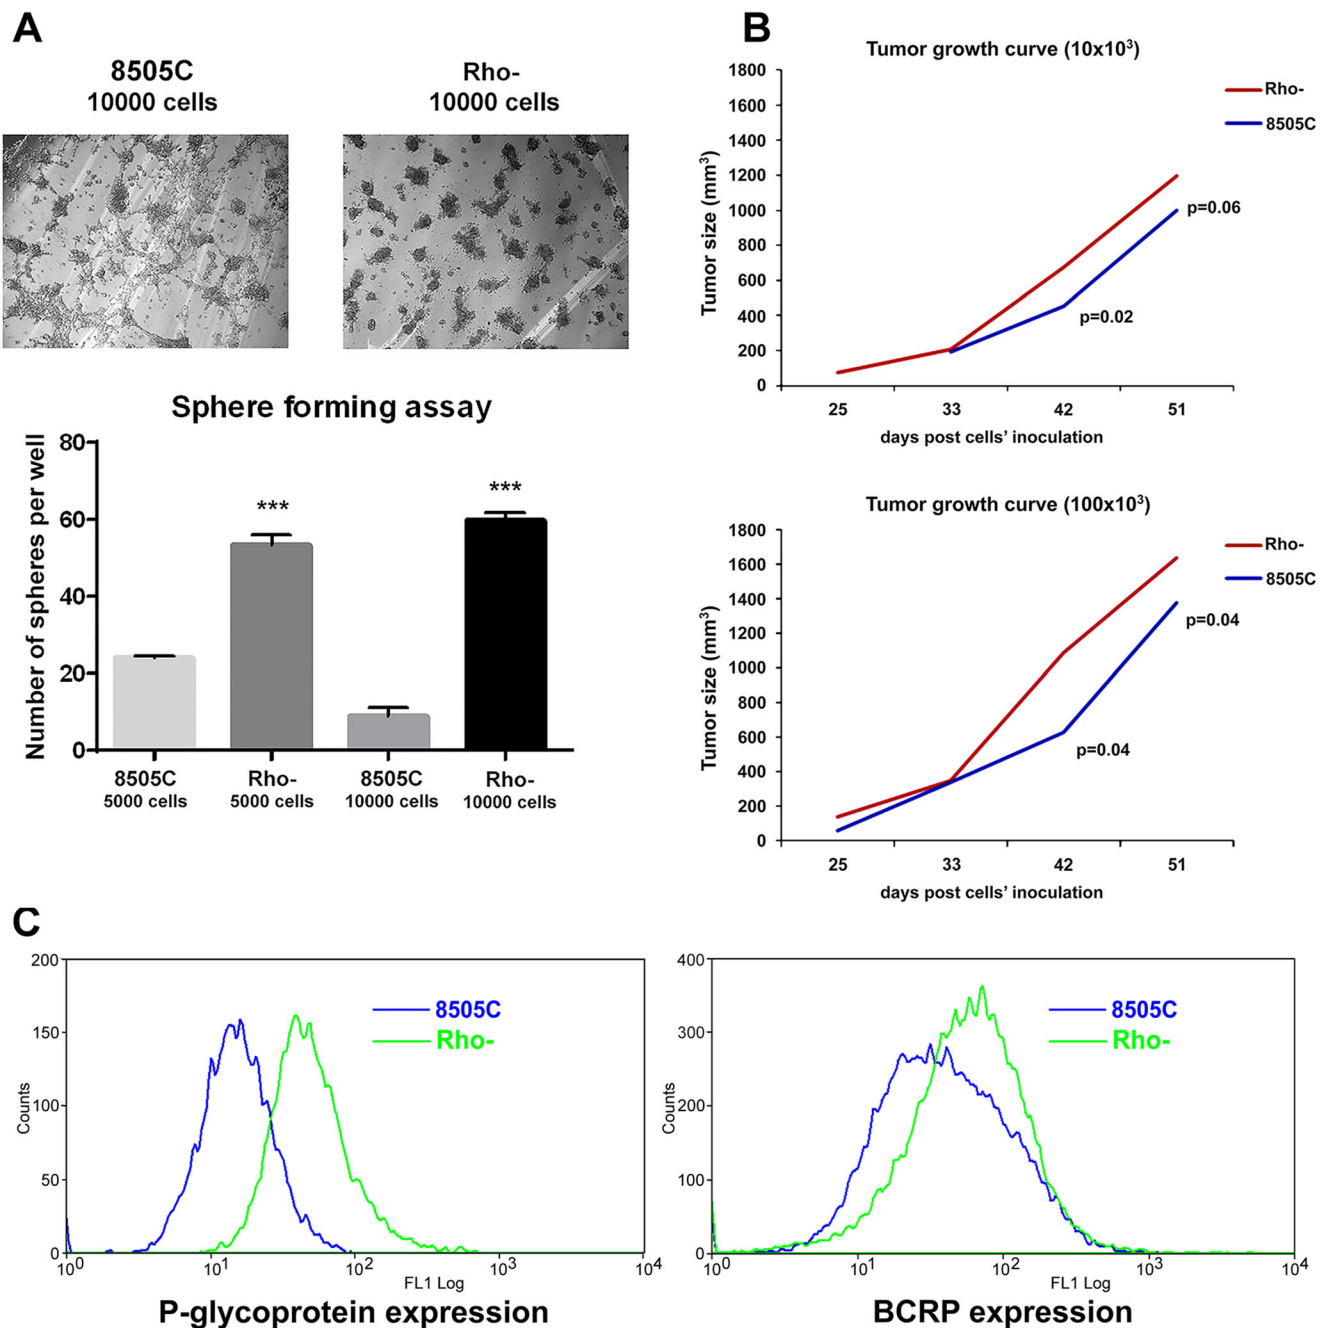 A
8505C
10000 cells
Rho-
10000 cells
Sphere forming assay
Number of spheres per well
80
60
40
20
0
***
***
8505C
5000 cells
Rho-
5000 cells
8505C
10000 cells
Rho-
10000 cells
B
Tumor growth curve (10x10³)
Tumor size (mm³)
1800
1600
1400
1200
1000
800
600
400
200
0
Rho-
8505C
p=0.06
p=0.02
25 33 42 51
days post cells' inoculation
Tumor growth curve (100x10³)
Tumor size (mm³)
1800
1600
1400
1200
1000
800
600
400
200
0
Rho-
8505C
p=0.04
p=0.04
25 33 42 51
days post cells' inoculation
C
200
150
100
50
0
Counts
8505C
Rho-
10⁰ 10¹ 10² 10³ 10⁴
FL1 Log
P-glycoprotein expression
400
300
200
100
0
Counts
8505C
Rho-
10⁰ 10¹ 10² 10³ 10⁴
FL1 Log
BCRP expression